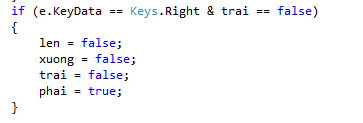 if (e.KeyData == Keys.Right & trai == false)
{
    len = false;
    xuong = false;
    trai = false;
    phai = true;
}